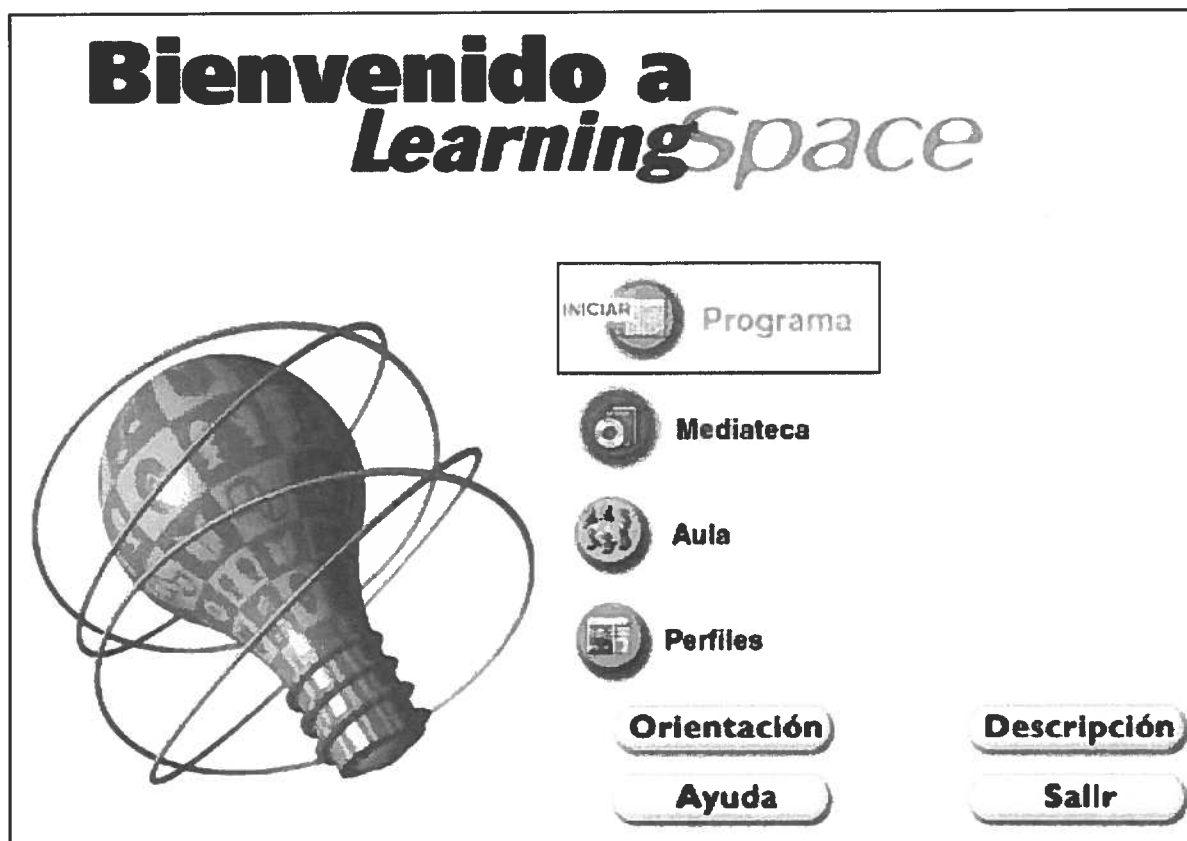 Bienvenido a
LearningSpace
INICIAR Programa
Mediateca
Aula
Perfiles
Orientación Descripción
Ayuda Salir